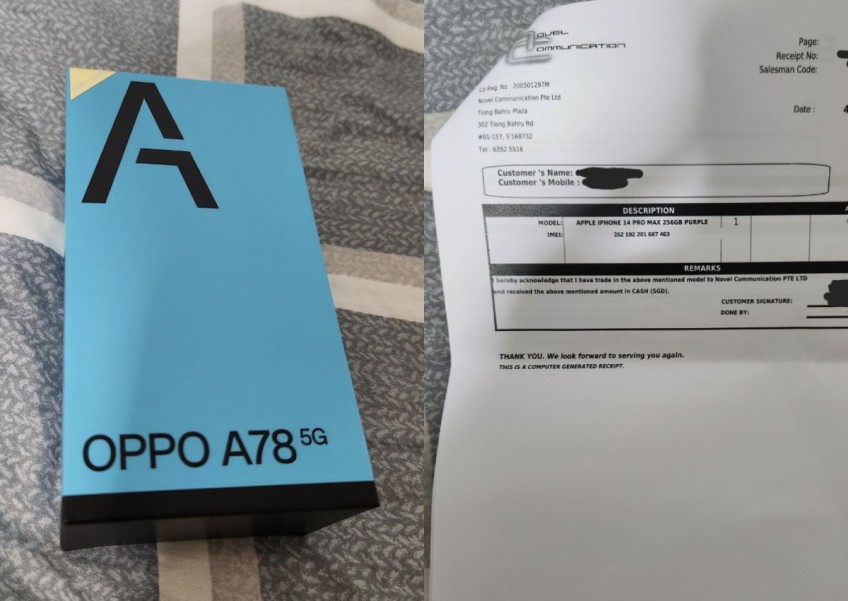 OPPO A78 5G
NOVEL
COMMUNICATION
Page:
Receipt No:
Salesman Code:
Co Reg. No : 200501297M
Novel Communication Pte Ltd
Tiong Bahru Plaza
302 Tiong Bahru Rd
#01-157, S'168732
Tel : 6392 5516
Date : 4
Customer 's Name:
Customer 's Mobile :
DESCRIPTION
MODEL: APPLE IPHONE 14 PRO MAX 256GB PURPLE 1
IMEI: 352 192 201 687 463
REMARKS
I hereby acknowledge that I have trade in the above mentioned model to Novel Communication PTE LTD
and received the above mentioned amount in CASH (SGD).
CUSTOMER SIGNATURE:
DONE BY:
THANK YOU. We look forward to serving you again.
THIS IS A COMPUTER GENERATED RECEIPT.